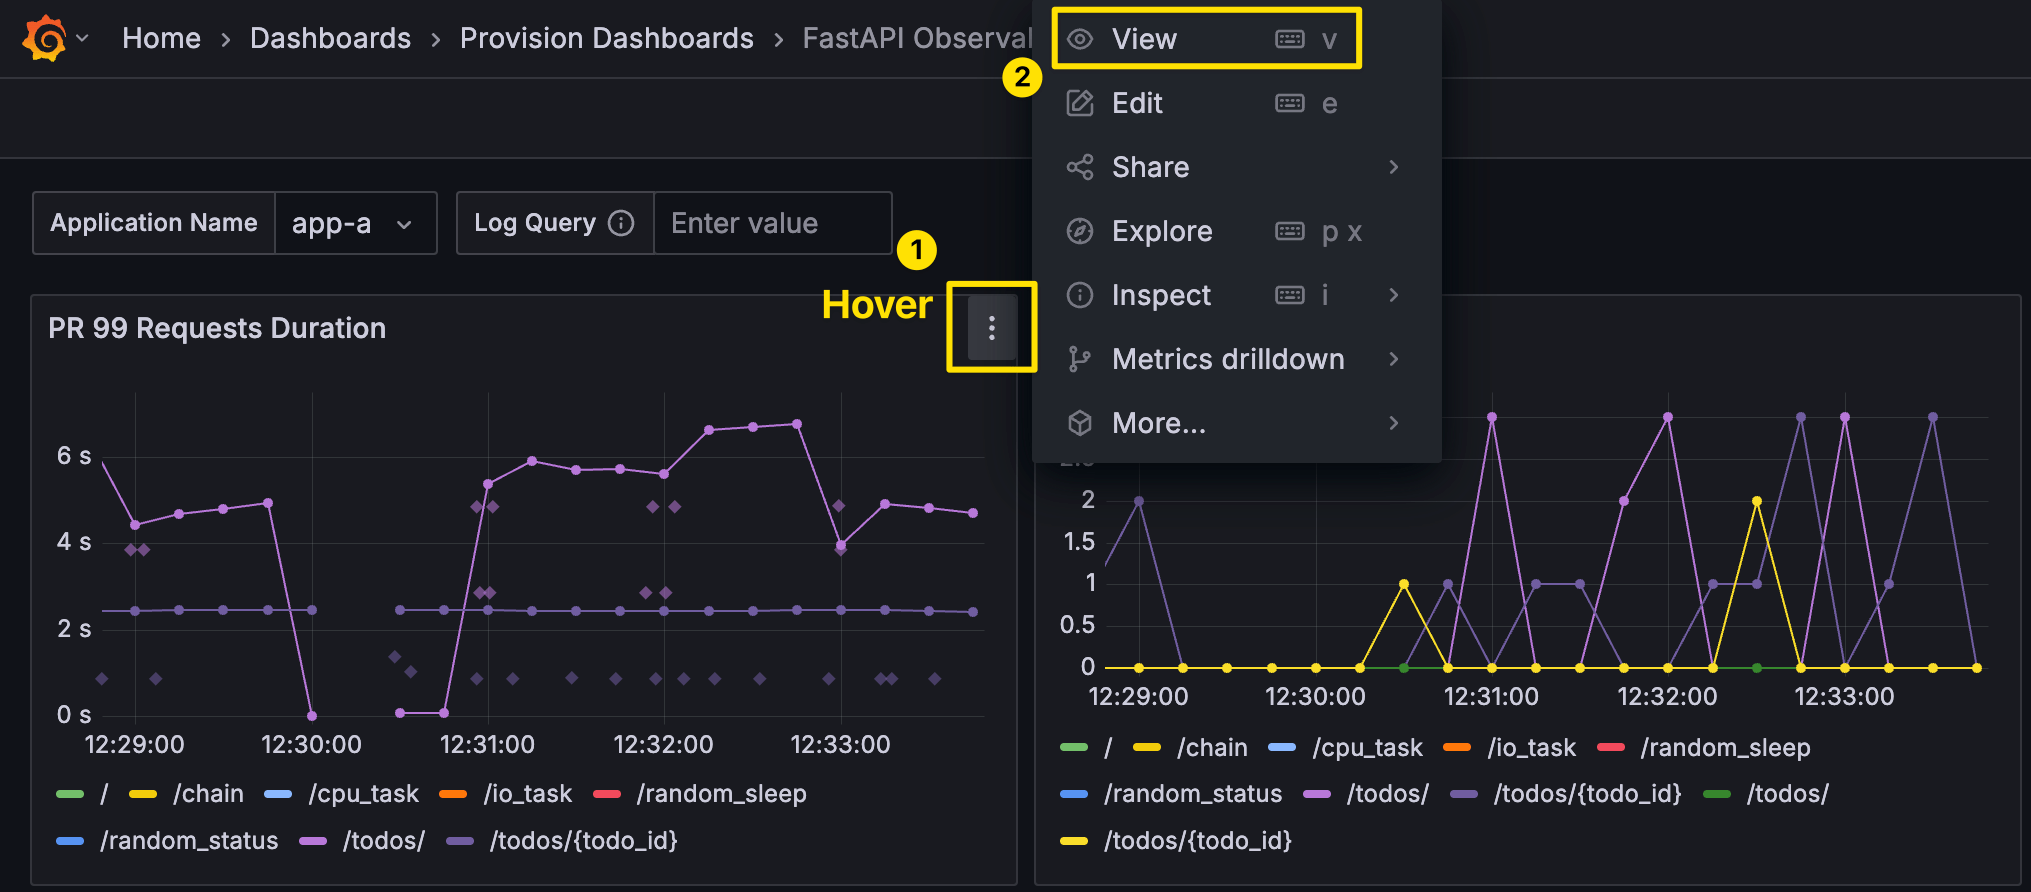 Home › Dashboards › Provision Dashboards › FastAPI Observa
View v
Edit e
Share
Explore p x
Inspect i
Metrics drilldown
More...
2
Application Name app-a
Log Query Enter value
1
Hover
PR 99 Requests Duration
6 s
4 s
2 s
0 s
12:29:00 12:30:00 12:31:00 12:32:00 12:33:00
/ /chain /cpu_task /io_task /random_sleep
/random_status /todos/ /todos/{todo_id}
2
1.5
1
0.5
0
12:29:00 12:30:00 12:31:00 12:32:00 12:33:00
/ /chain /cpu_task /io_task /random_sleep
/random_status /todos/ /todos/{todo_id} /todos/
/todos/{todo_id}